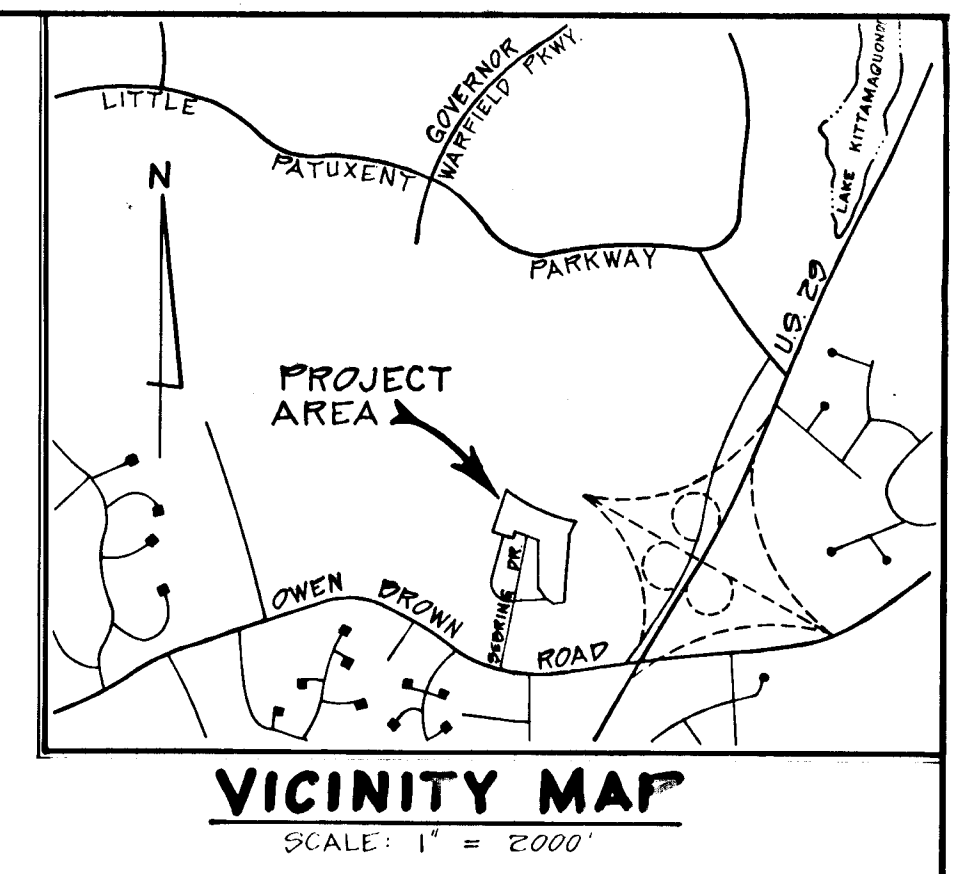 LITTLE
PATUXENT
PARKWAY
GOVERNOR
WARFIELD PKWY.
LAKE KITTAMAQUONDI
N
U.S. 29
PROJECT
AREA
OWEN BROWN ROAD
SEBRING DR.
VICINITY MAP
SCALE: 1" = 2000'